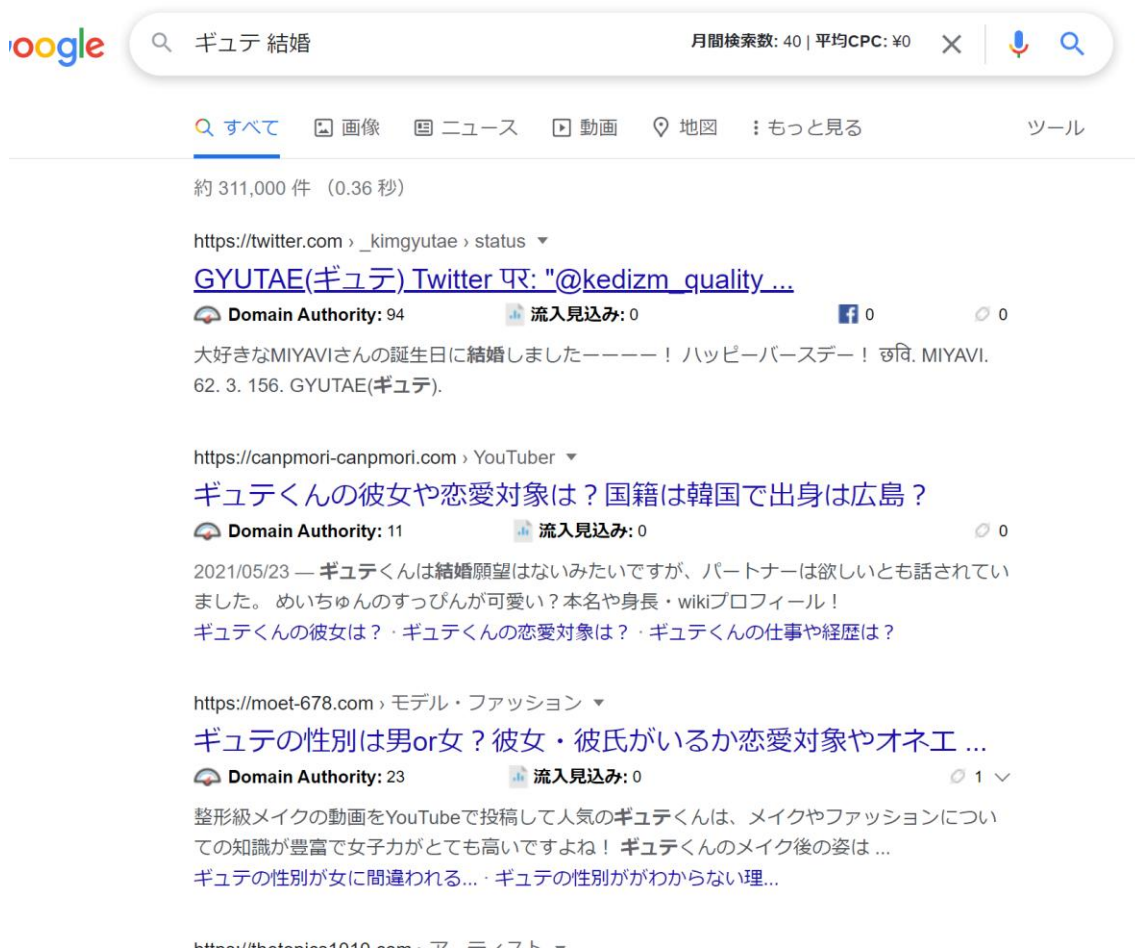 oogle
ギュテ 結婚 月間検索数: 40 | 平均CPC: ¥0
すべて 画像 ニュース 動画 地図 もっと見る ツール
約 311,000 件 （0.36 秒）
https://twitter.com › _kimgyutae › status
GYUTAE(ギュテ) Twitter पर: "@kedizm_quality ...
Domain Authority: 94 流入見込み: 0 0 0
大好きなMIYAVIさんの誕生日に結婚しましたーーーー！ ハッピーバースデー！ छवि. MIYAVI.
62. 3. 156. GYUTAE(ギュテ).
https://canpmori-canpmori.com › YouTuber
ギュテくんの彼女や恋愛対象は？国籍は韓国で出身は広島？
Domain Authority: 11 流入見込み: 0 0
2021/05/23 — ギュテくんは結婚願望はないみたいですが、パートナーは欲しいとも話されてい
ました。 めいちゅんのすっぴんが可愛い？本名や身長・wikiプロフィール！
ギュテくんの彼女は？ · ギュテくんの恋愛対象は？ · ギュテくんの仕事や経歴は？
https://moet-678.com › モデル・ファッション
ギュテの性別は男or女？彼女・彼氏がいるか恋愛対象やオネエ ...
Domain Authority: 23 流入見込み: 0 1
整形級メイクの動画をYouTubeで投稿して人気のギュテくんは、メイクやファッションについ
ての知識が豊富で女子力がとても高いですよね！ ギュテくんのメイク後の姿は ...
ギュテの性別が女に間違われる... · ギュテの性別ががわからない理...